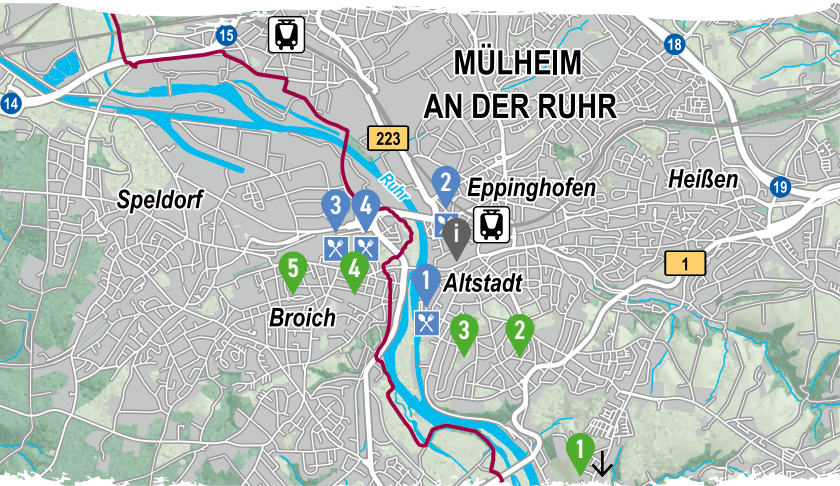 15
18
MÜLHEIM
AN DER RUHR
14
223
Ruhr
2
Eppinghofen
Heißen
19
Speldorf
3
4
i
1
5
4
1
Altstadt
Broich
3
2
1